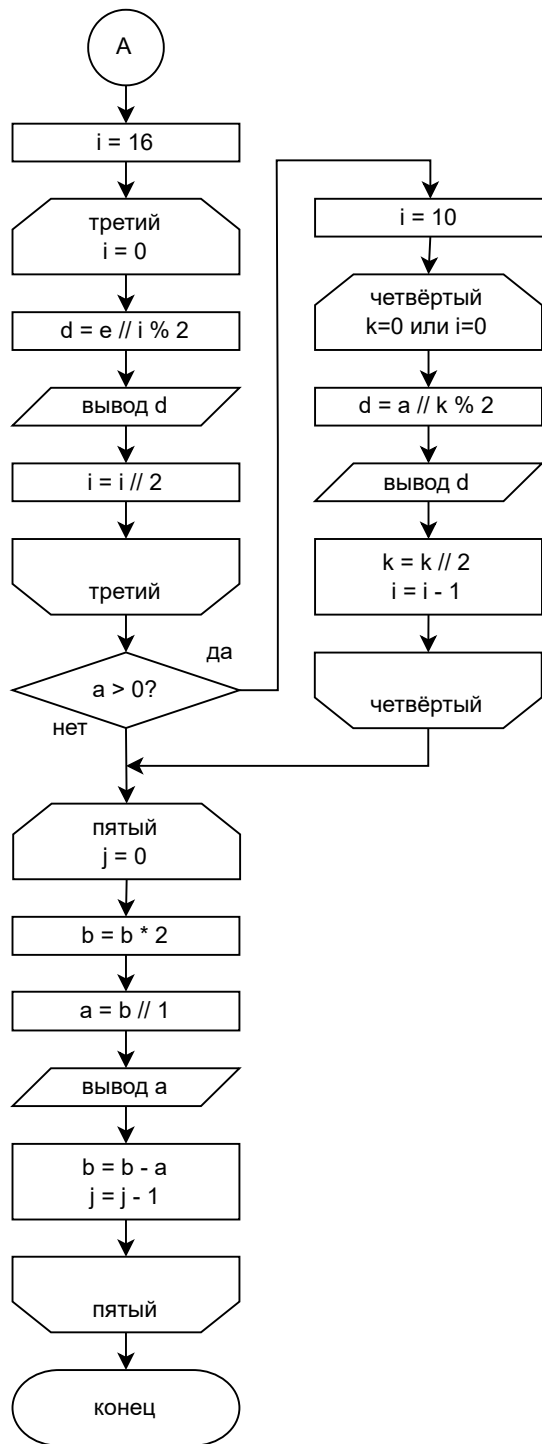 A
i = 16
третий
i = 0
d = e // i % 2
вывод d
i = i // 2
третий
a > 0?
да
нет
i = 10
четвёртый
k=0 или i=0
d = a // k % 2
вывод d
k = k // 2
i = i - 1
четвёртый
пятый
j = 0
b = b * 2
a = b // 1
вывод a
b = b - a
j = j - 1
пятый
конец